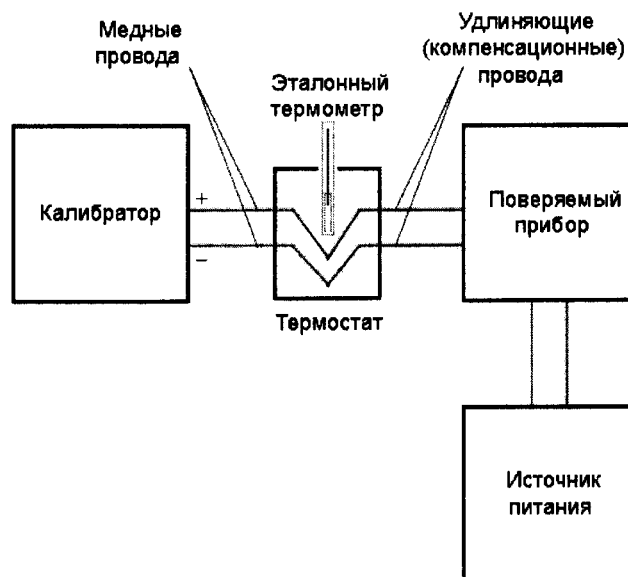 Медные
провода
Удлиняющие
(компенсационные)
провода
Эталонный
термометр
Калибратор
+
−
Поверяемый
прибор
Термостат
Источник
питания